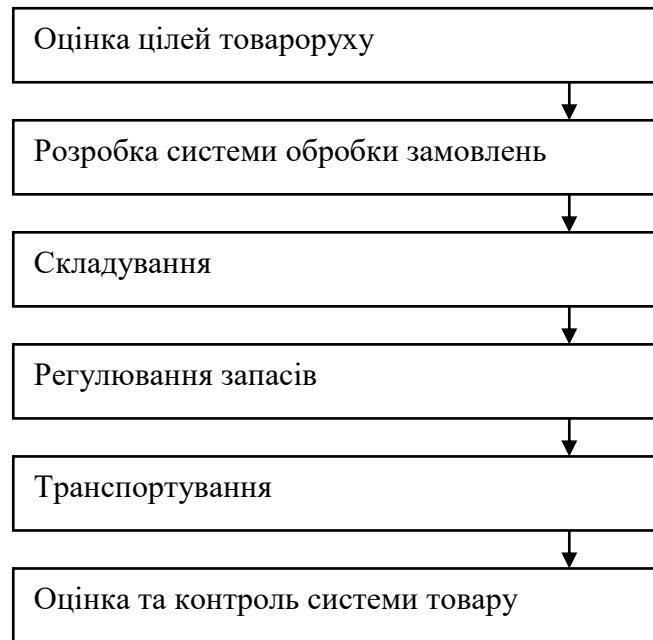 Оцінка цілей товароруху
Розробка системи обробки замовлень
Складування
Регулювання запасів
Транспортування
Оцінка та контроль системи товару